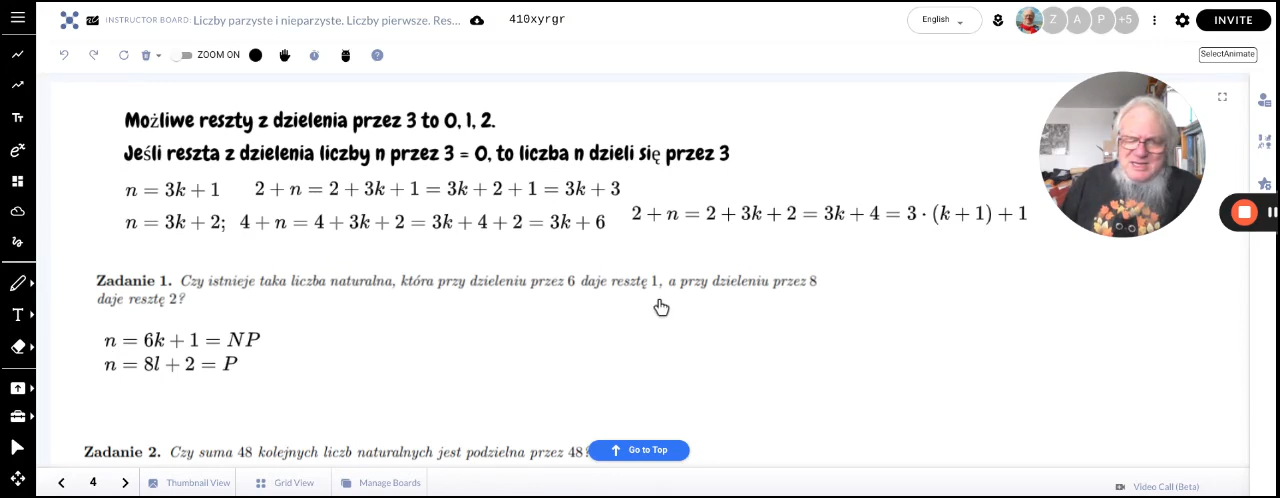 INSTRUCTOR BOARD: Liczby parzyste i nieparzyste. Liczby pierwsze. Res...
410xyrgr
English
Z A P +5
INVITE
ZOOM ON
SelectAnimate
Możliwe reszty z dzielenia przez 3 to 0, 1, 2.
Jeśli reszta z dzielenia liczby n przez 3 = 0, to liczba n dzieli się przez 3
n = 3k + 1 2 + n = 2 + 3k + 1 = 3k + 2 + 1 = 3k + 3
n = 3k + 2; 4 + n = 4 + 3k + 2 = 3k + 4 + 2 = 3k + 6 2 + n = 2 + 3k + 2 = 3k + 4 = 3 · (k + 1) + 1
Zadanie 1. Czy istnieje taka liczba naturalna, która przy dzieleniu przez 6 daje resztę 1, a przy dzieleniu przez 8
daje resztę 2?
n = 6k + 1 = NP
n = 8l + 2 = P
Zadanie 2. Czy suma 48 kolejnych liczb naturalnych jest podzielna przez 48?
Go to Top
4
Thumbnail View
Grid View
Manage Boards
Video Call (Beta)